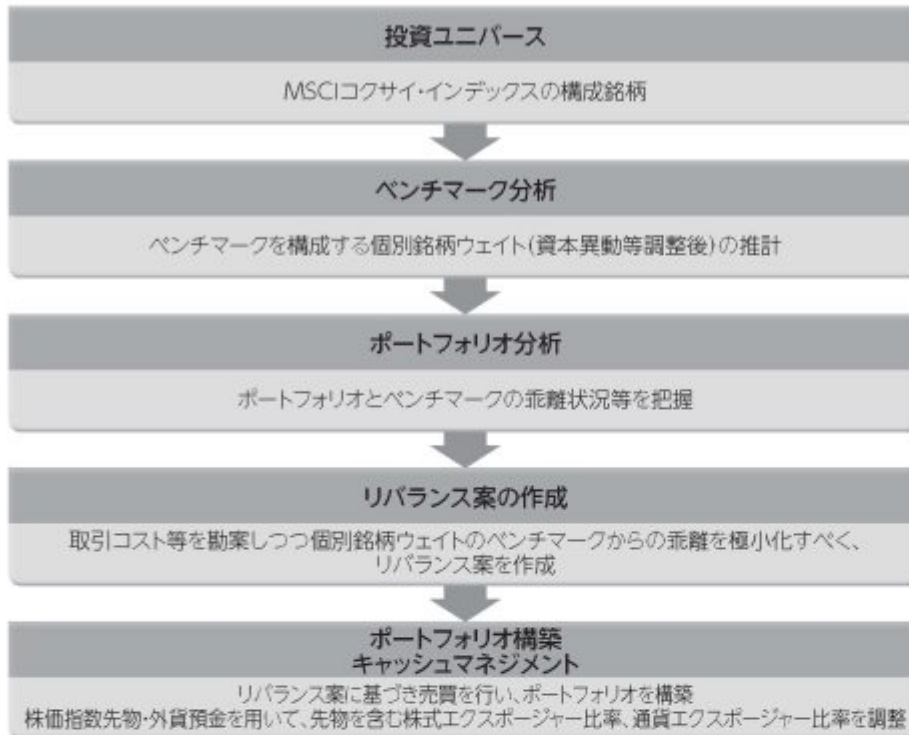 投資ユニバース
MSCIコクサイ・インデックスの構成銘柄
ベンチマーク分析
ベンチマークを構成する個別銘柄ウェイト(資本異動等調整後)の推計
ポートフォリオ分析
ポートフォリオとベンチマークの乖離状況等を把握
リバランス案の作成
取引コスト等を勘案しつつ個別銘柄ウェイトのベンチマークからの乖離を極小化すべく、
リバランス案を作成
ポートフォリオ構築
キャッシュマネジメント
リバランス案に基づき売買を行い、ポートフォリオを構築
株価指数先物・外貨預金を用いて、先物を含む株式エクスポージャー比率、通貨エクスポージャー比率を調整